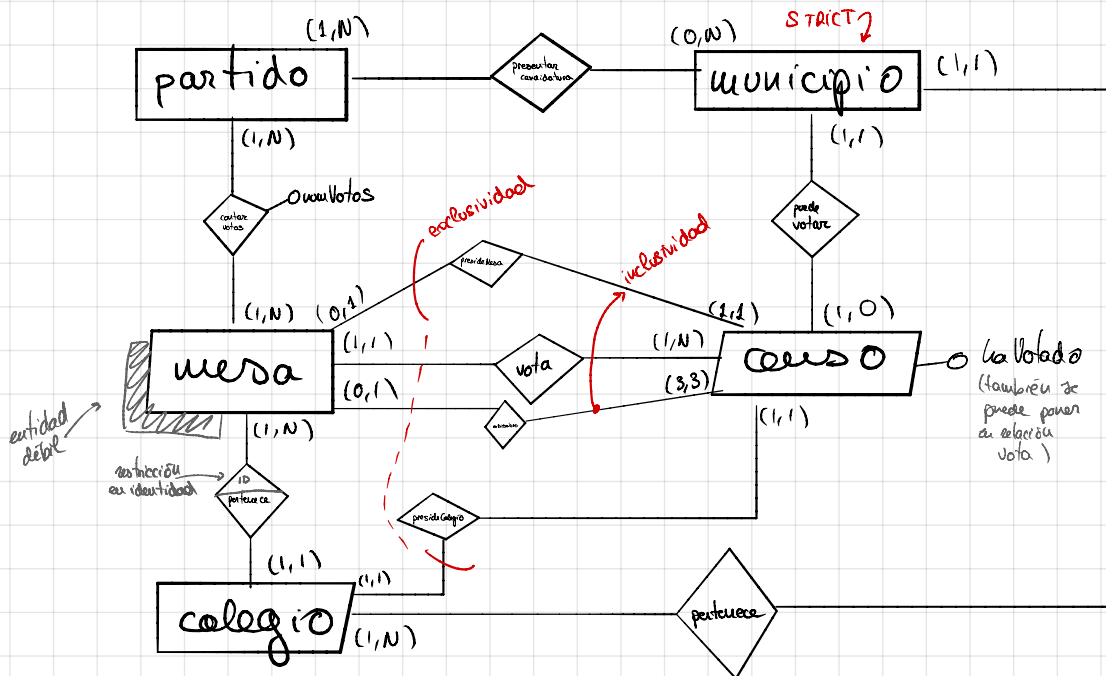 STRICT
(1,N)
(0,N)
partido
presentar
candidatura
municipio
(1,1)
(1,N)
(1,1)
exclusividad
numVotos
contar
votos
puede
votar
inclusividad
presideMesa
(1,N)
(0,1)
(1,1)
(1,0)
mesa
(1,1)
vota
(1,N)
censo
haVotado
(0,1)
(3,3)
(también se
puede poner
en relación
vota)
entidad
débil
(1,N)
(1,1)
restricción
en identidad
ID
pertenece
presideColegio
(1,1)
(1,1)
colegio
(1,N)
pertenece